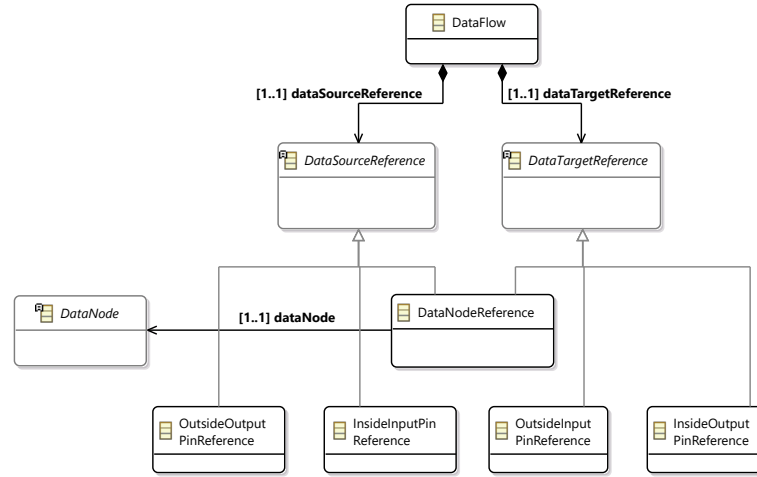 DataFlow
[1..1] dataSourceReference
[1..1] dataTargetReference
DataSourceReference
DataTargetReference
DataNode
[1..1] dataNode
DataNodeReference
OutsideOutput
PinReference
InsideInputPin
Reference
OutsideInput
PinReference
InsideOutput
PinReference